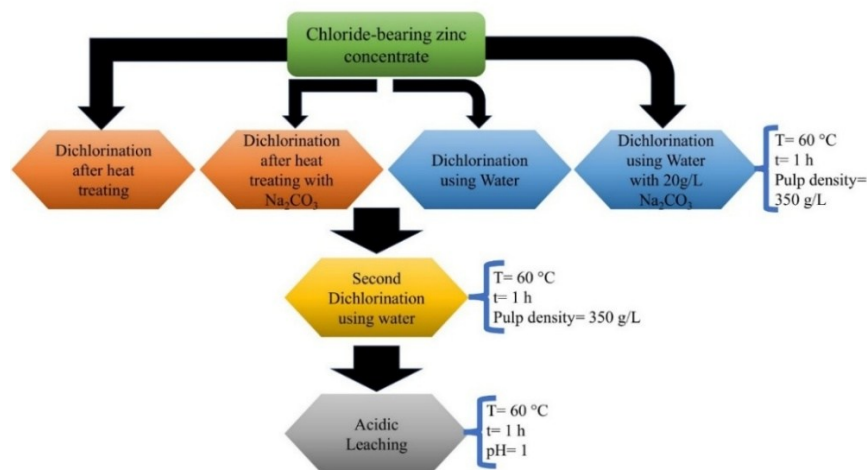 Chloride-bearing zinc
concentrate
Dichlorination
after heat
treating
Dichlorination
after heat
treating with
Na₂CO₃
Dichlorination
using Water
Dichlorination
using Water
with 20g/L
Na₂CO₃
T= 60 °C
t= 1 h
Pulp density=
350 g/L
Second
Dichlorination
using water
T= 60 °C
t= 1 h
Pulp density= 350 g/L
Acidic
Leaching
T= 60 °C
t= 1 h
pH= 1